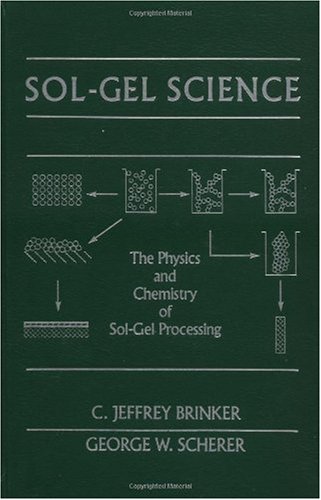 SOL-GEL SCIENCE
The Physics
and
Chemistry
of
Sol-Gel Processing
C. JEFFREY BRINKER
GEORGE W. SCHERER